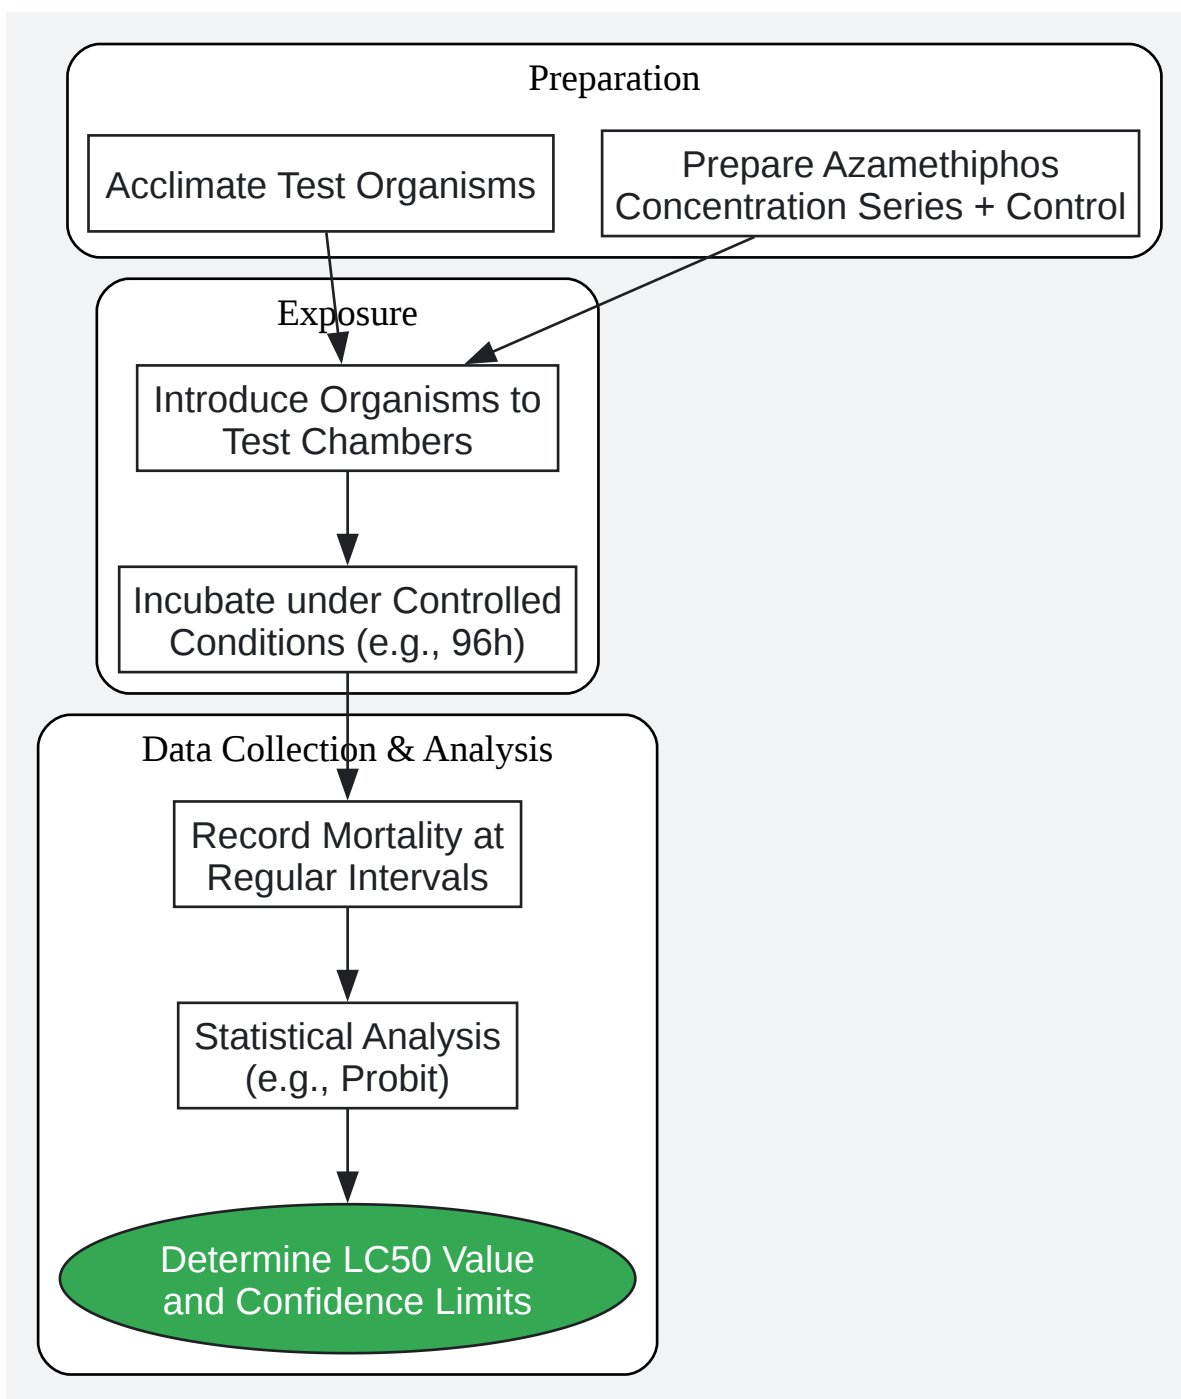 Preparation
Acclimate Test Organisms
Prepare Azamethiphos
Concentration Series + Control
Exposure
Introduce Organisms to
Test Chambers
Incubate under Controlled
Conditions (e.g., 96h)
Data Collection & Analysis
Record Mortality at
Regular Intervals
Statistical Analysis
(e.g., Probit)
Determine LC50 Value
and Confidence Limits